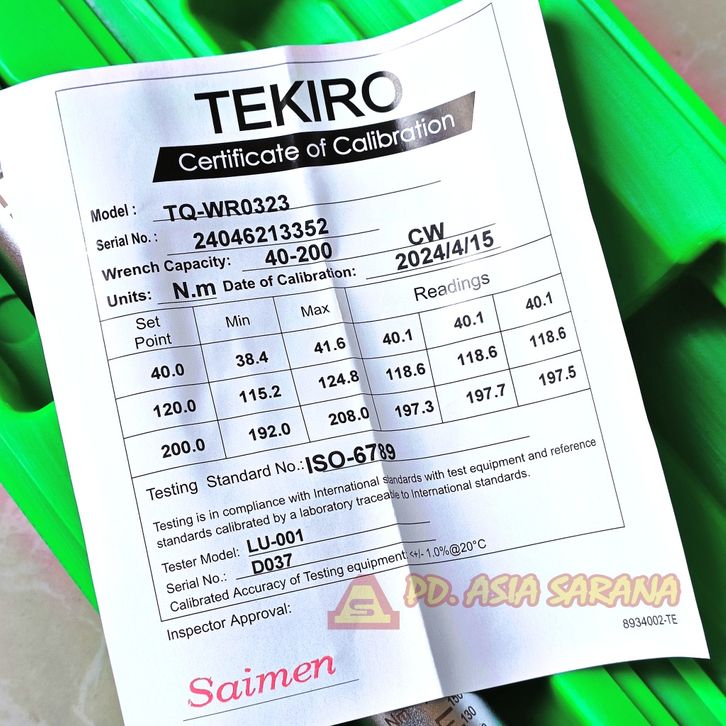 TEKIRO
Certificate of Calibration
Model : TQ-WR0323
Serial No. : 24046213352
Wrench Capacity: 40-200 CW
Units: N.m Date of Calibration: 2024/4/15
Set Point Min Max Readings
40.0 38.4 41.6 40.1 40.1 40.1
120.0 115.2 124.8 118.6 118.6 118.6
200.0 192.0 208.0 197.3 197.7 197.5
Testing Standard No.: ISO-6789
Testing is in compliance with International standards with test equipment and reference
standards calibrated by a laboratory traceable to International standards.
Tester Model: LU-001
Serial No.: D037
Calibrated Accuracy of Testing equipment:<+/- 1.0%@20°C
PD. ASIA SARANA
Inspector Approval:
8934002-TE
Saimen
150
130